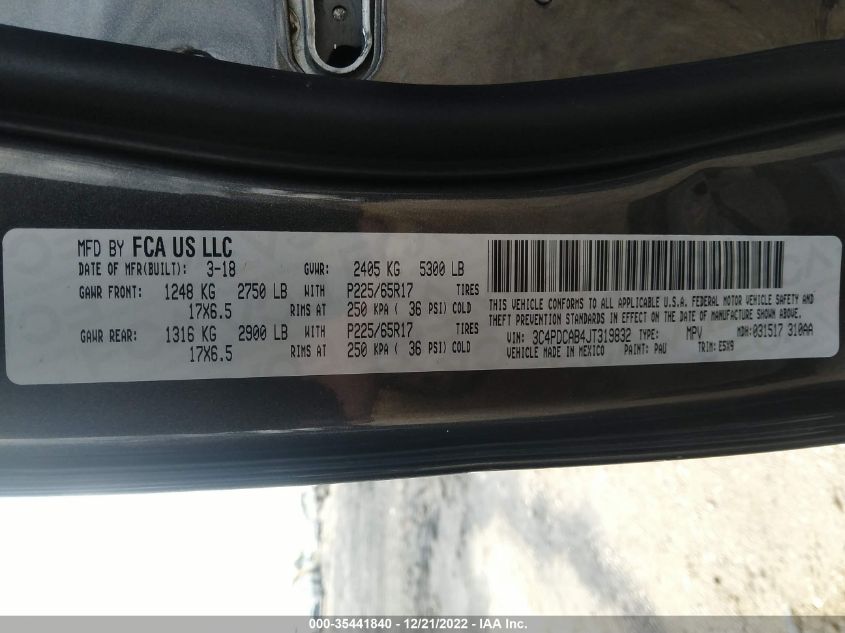 MFD BY FCA US LLC
DATE OF MFR(BUILT): 3-18 GVWR: 2405 KG 5300 LB
GAWR FRONT: 1248 KG 2750 LB WITH P225/65R17 TIRES
17X6.5 RIMS AT 250 KPA ( 36 PSI) COLD
GAWR REAR: 1316 KG 2900 LB WITH P225/65R17 TIRES
17X6.5 RIMS AT 250 KPA ( 36 PSI) COLD
THIS VEHICLE CONFORMS TO ALL APPLICABLE U.S.A. FEDERAL MOTOR VEHICLE SAFETY AND
THEFT PREVENTION STANDARDS IN EFFECT ON THE DATE OF MANUFACTURE SHOWN ABOVE.
VIN: 3C4PDCAB4JT319832 TYPE: MPV MDH: 031517 310AA
VEHICLE MADE IN MEXICO PAINT: PAU TRIM: E5X9
000-35441840 - 12/21/2022 - IAA Inc.